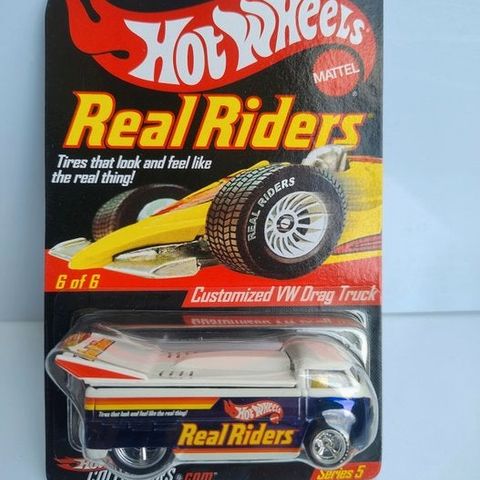 Hot Wheels
MATTEL
Real Riders
Tires that look and feel like
the real thing!
REAL RIDERS
6 of 6
Customized VW Drag Truck
Tires that look and feel like the real thing!
Hot Wheels
Real Riders
Hot
.com
Series 5